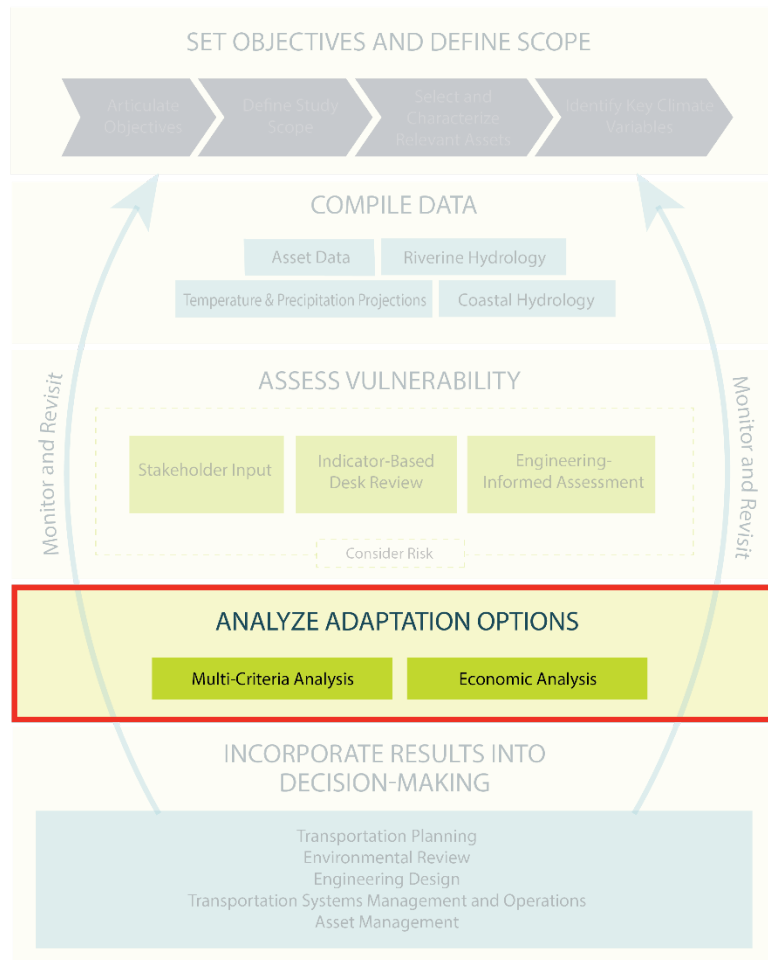 SET OBJECTIVES AND DEFINE SCOPE
Articulate
Objectives
Define Study
Scope
Select and
Characterize
Relevant Assets
Identify Key Climate
Variables
COMPILE DATA
Asset Data
Riverine Hydrology
Temperature & Precipitation Projections
Coastal Hydrology
Monitor and Revisit
Monitor and Revisit
ASSESS VULNERABILITY
Stakeholder Input
Indicator-Based
Desk Review
Engineering-
Informed Assessment
Consider Risk
ANALYZE ADAPTATION OPTIONS
Multi-Criteria Analysis
Economic Analysis
INCORPORATE RESULTS INTO
DECISION-MAKING
Transportation Planning
Environmental Review
Engineering Design
Transportation Systems Management and Operations
Asset Management